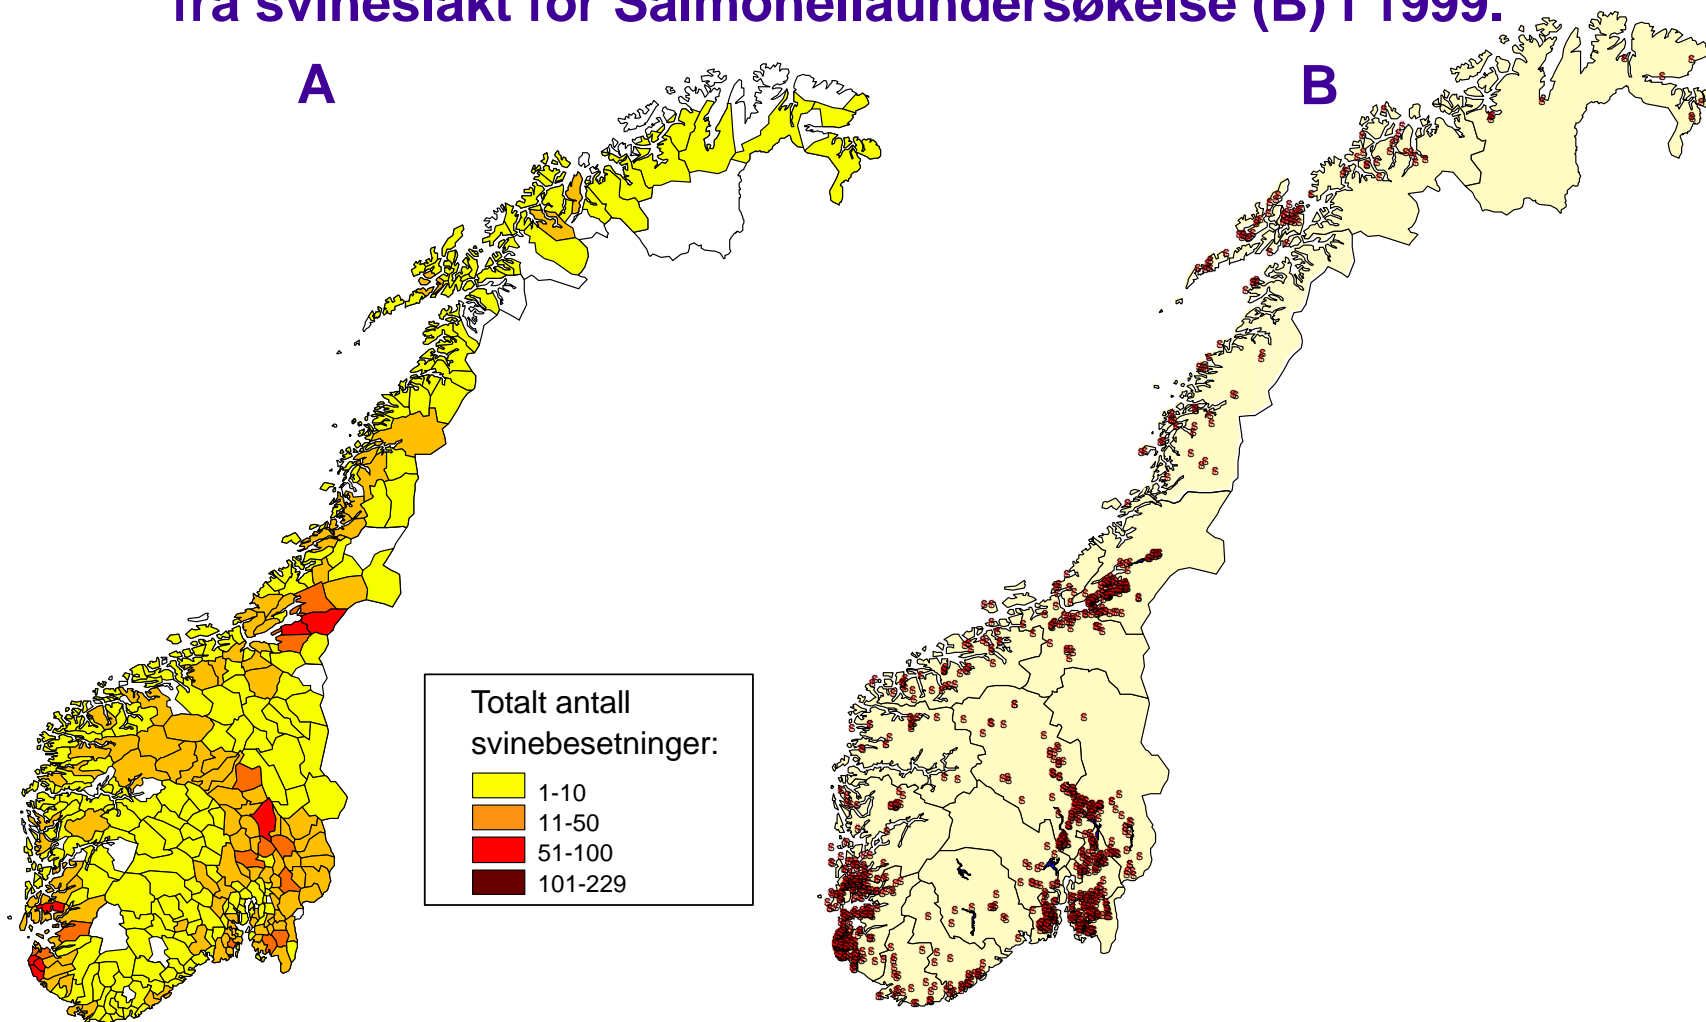 fra svineslakt for Salmonellaundersøkelse (B) i 1999.
A
B
Totalt antall
svinebesetninger:
1-10
11-50
51-100
101-229